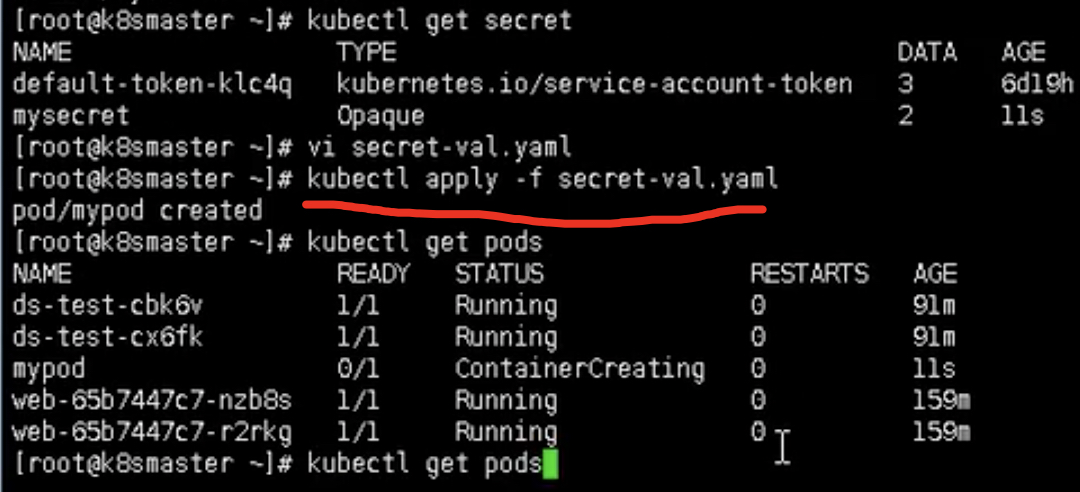 [root@k8smaster ~]# kubectl get secret
NAME TYPE DATA AGE
default-token-klc4q kubernetes.io/service-account-token 3 6d19h
mysecret Opaque 2 11s
[root@k8smaster ~]# vi secret-val.yaml
[root@k8smaster ~]# kubectl apply -f secret-val.yaml
pod/mypod created
[root@k8smaster ~]# kubectl get pods
NAME READY STATUS RESTARTS AGE
ds-test-cbk6v 1/1 Running 0 91m
ds-test-cx6fk 1/1 Running 0 91m
mypod 0/1 ContainerCreating 0 11s
web-65b7447c7-nzb8s 1/1 Running 0 159m
web-65b7447c7-r2rkg 1/1 Running 0 159m
[root@k8smaster ~]# kubectl get pods